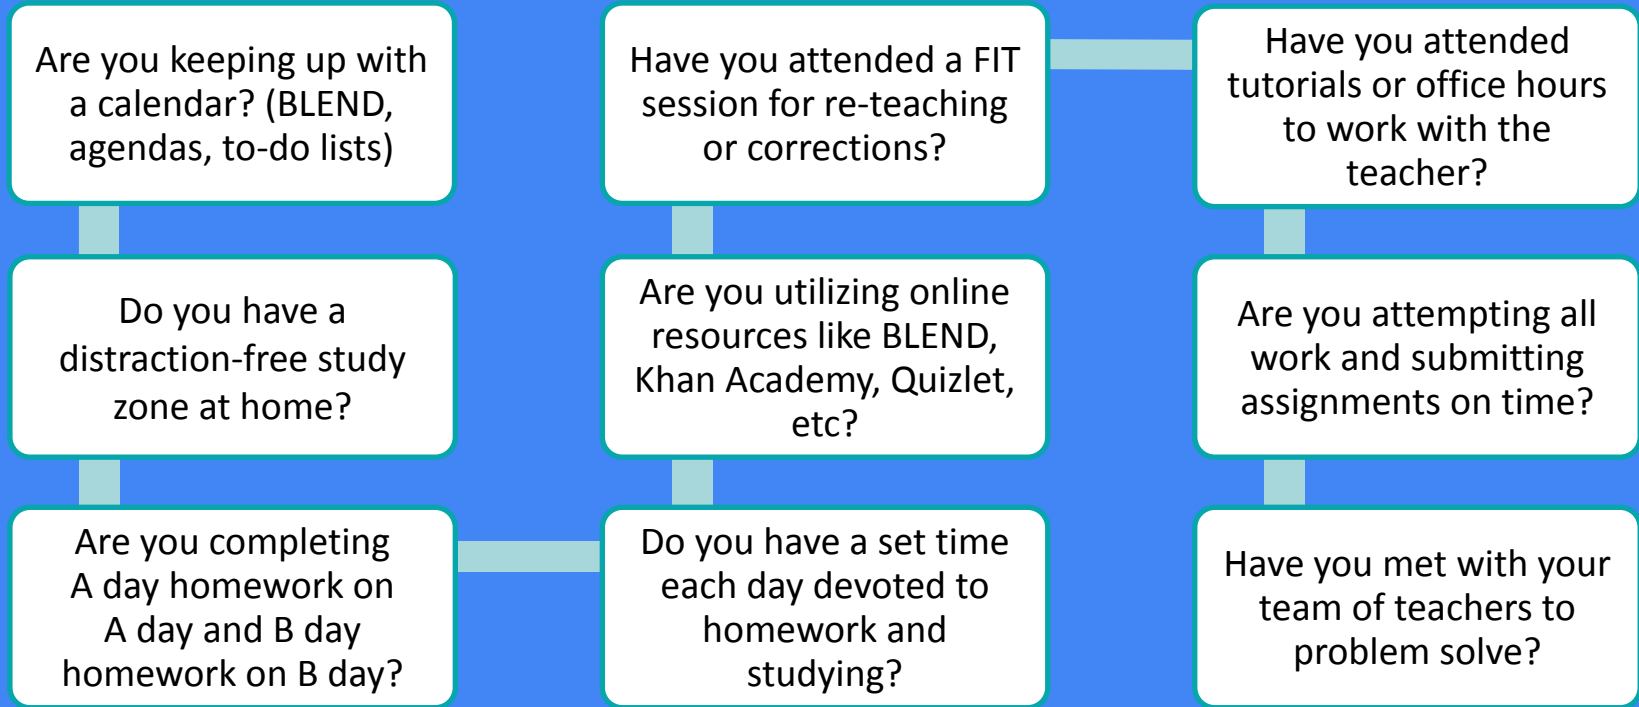 Are you keeping up with
a calendar? (BLEND,
agendas, to-do lists)
Do you have a
distraction-free study
zone at home?
Are you completing
A day homework on
A day and B day
homework on B day?
Do you have a set time
each day devoted to
homework and
studying?
Are you utilizing online
resources like BLEND,
Khan Academy, Quizlet,
etc?
Have you attended a FIT
session for re-teaching
or corrections?
Have you attended
tutorials or office hours
to work with the
teacher?
Are you attempting all
work and submitting
assignments on time?
Have you met with your
team of teachers to
problem solve?